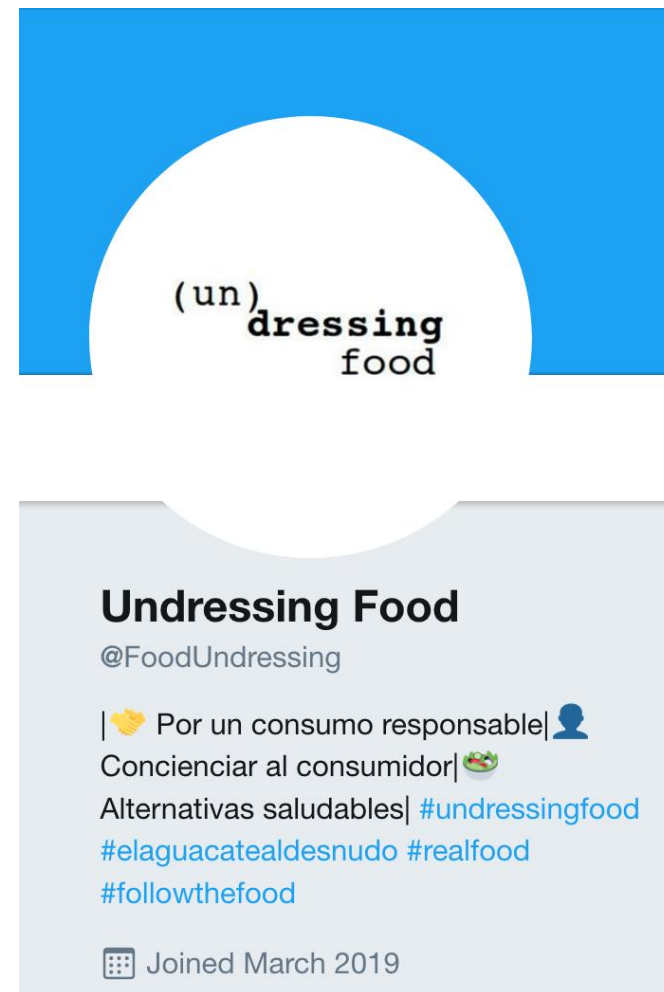 (un)
dressing
food
Undressing Food
@FoodUndressing
|🤝 Por un consumo responsable|👤
Concienciar al consumidor|🥗
Alternativas saludables| #undressingfood
#elaguacatealdesnudo #realfood
#followthefood
Joined March 2019